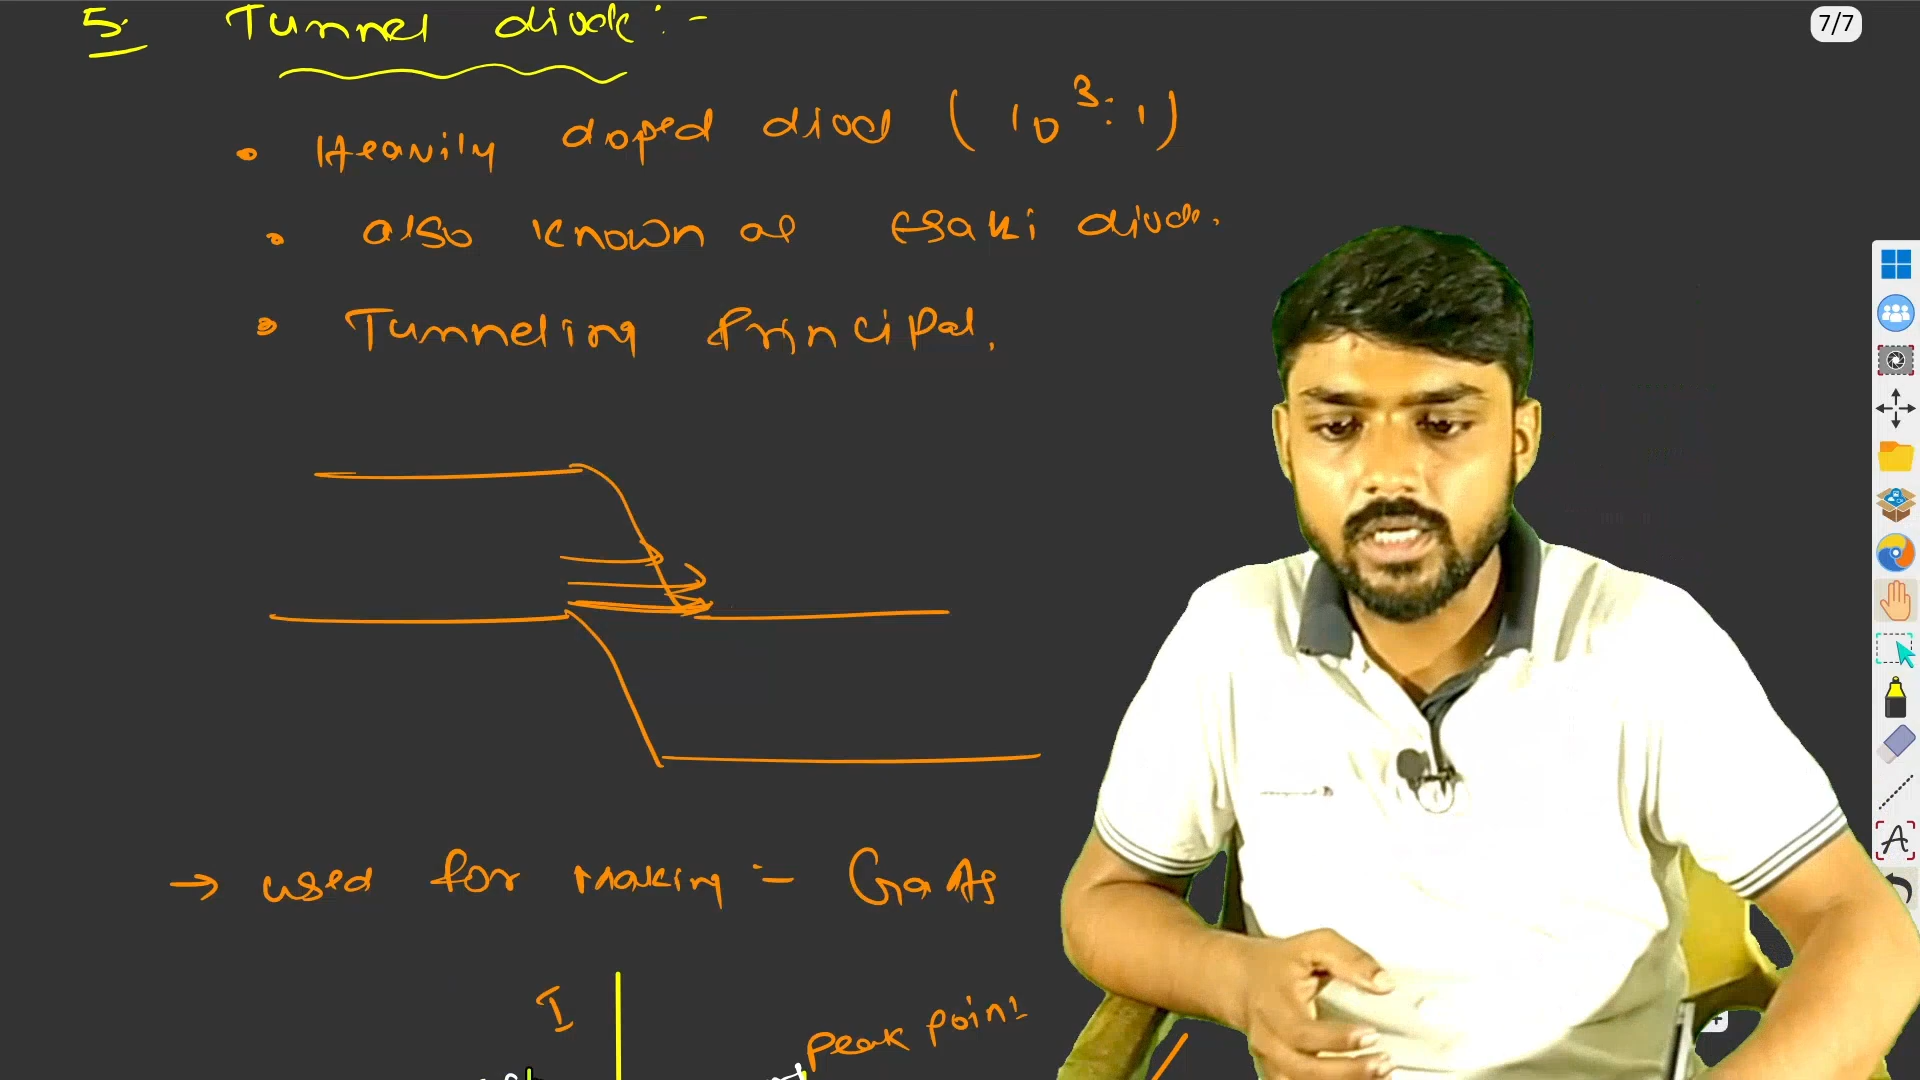 5. Tunnel diode :-
7/7
• Heavily doped diod (10³:1)
• also known as Esaki diode.
• Tunneling Principal.
→ used for making :- GaAs
I
Peak point